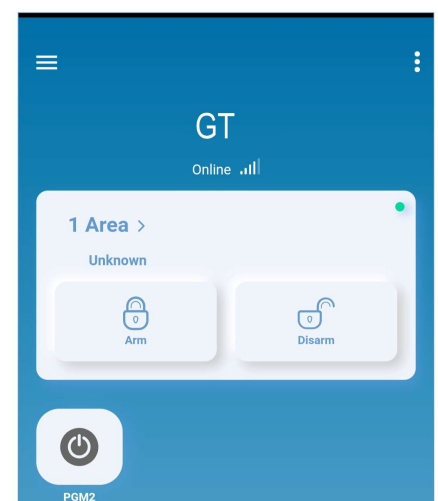 GT
Online
1 Area >
Unknown
Arm
Disarm
PGM2